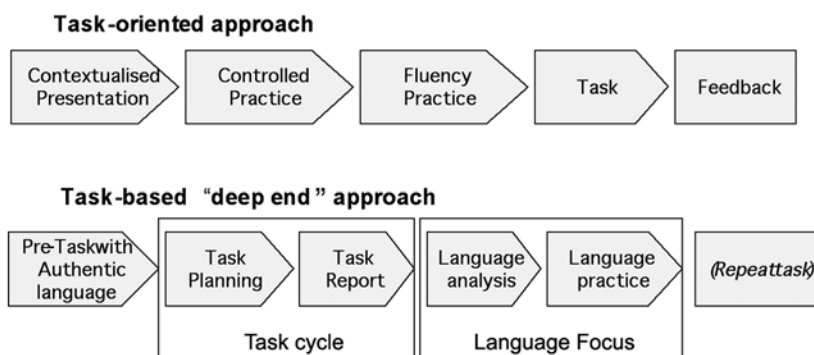 Task-oriented approach
Contextualised
Presentation
Controlled
Practice
Fluency
Practice
Task
Feedback
Task-based “deep end” approach
Pre-Taskwith
Authentic
language
Task
Planning
Task
Report
Language
analysis
Language
practice
(Repeattask)
Task cycle
Language Focus